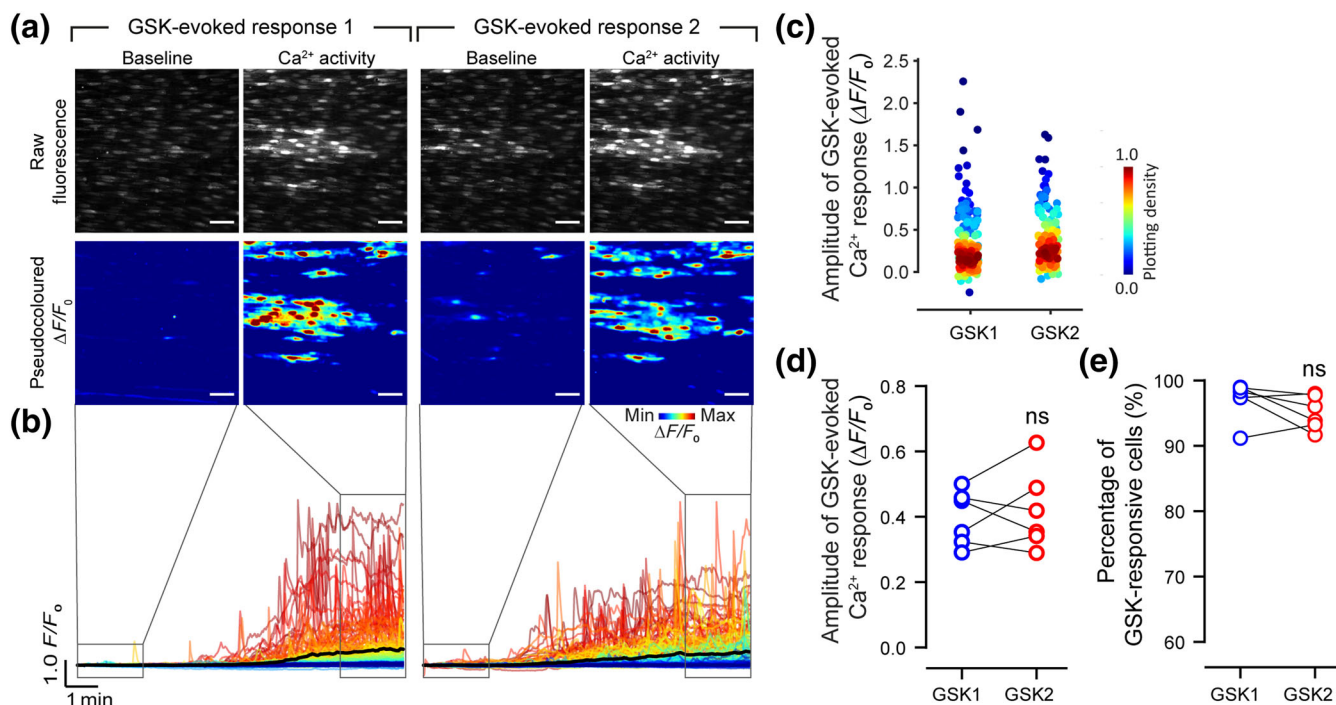 (a)
GSK-evoked response 1
GSK-evoked response 2
Baseline
Ca²⁺ activity
Baseline
Ca²⁺ activity
Raw
fluorescence
Pseudocoloured
ΔF/F₀
Min Max
ΔF/F₀
(b)
1.0 F/F₀
1 min
(c)
Amplitude of GSK-evoked
Ca²⁺ response (ΔF/F₀)
2.5
2.0
1.5
1.0
0.5
0.0
GSK1 GSK2
1.0
0.0
Plotting density
(d)
Amplitude of GSK-evoked
Ca²⁺ response (ΔF/F₀)
0.8
0.6
0.4
0.2
0.0
ns
GSK1 GSK2
(e)
Percentage of
GSK-responsive cells (%)
100
90
80
70
60
ns
GSK1 GSK2